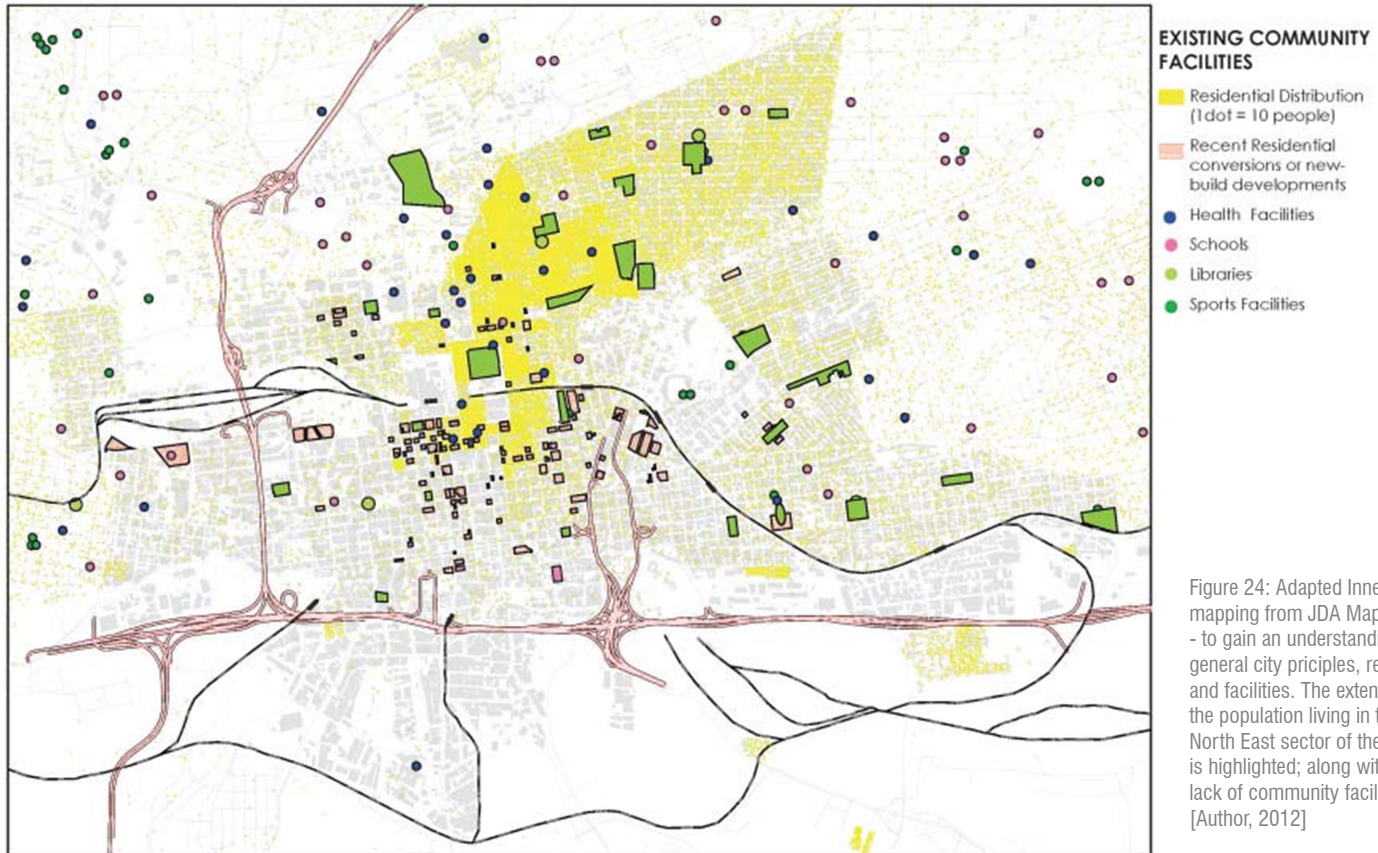 EXISTING COMMUNITY
FACILITIES
Residential Distribution
(1dot = 10 people)
Recent Residential
conversions or new-
build developments
Health Facilities
Schools
Libraries
Sports Facilities
Figure 24: Adapted Inne
mapping from JDA Map
- to gain an understandi
general city priciples, re
and facilities. The exten
the population living in t
North East sector of the
is highlighted; along wit
lack of community facil
[Author, 2012]